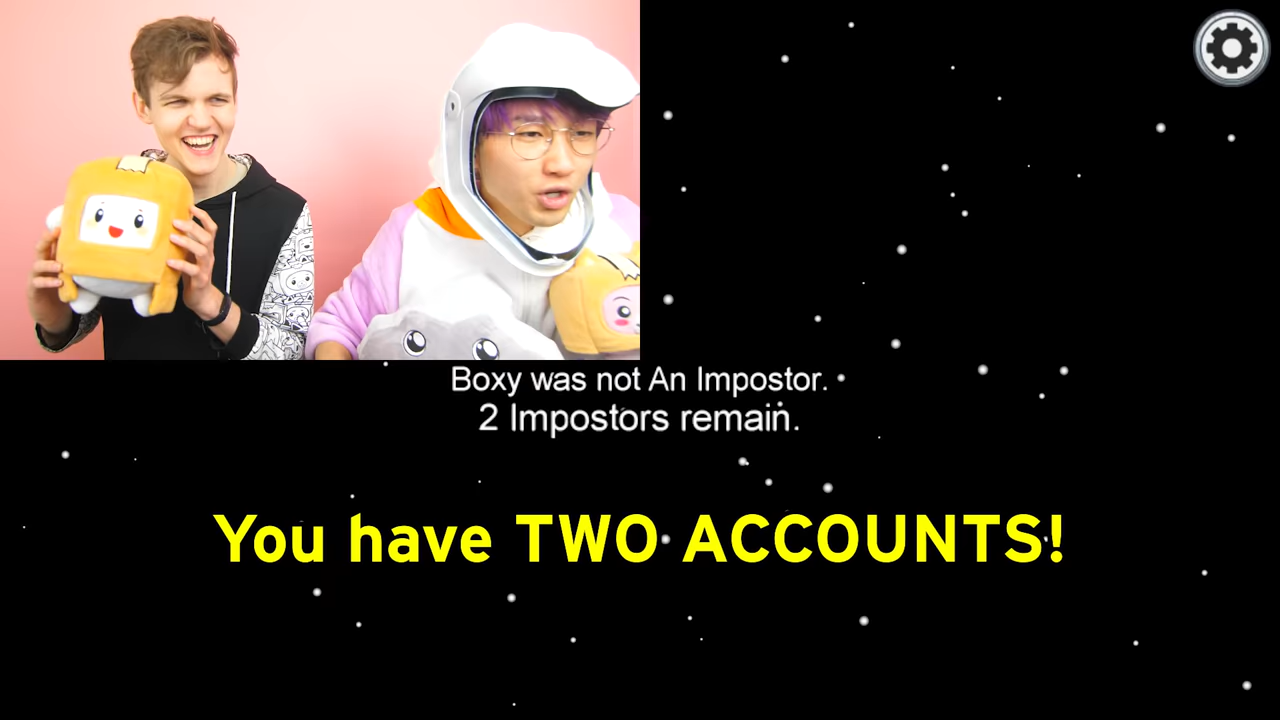 Boxy was not An Impostor.
2 Impostors remain.
You have TWO ACCOUNTS!